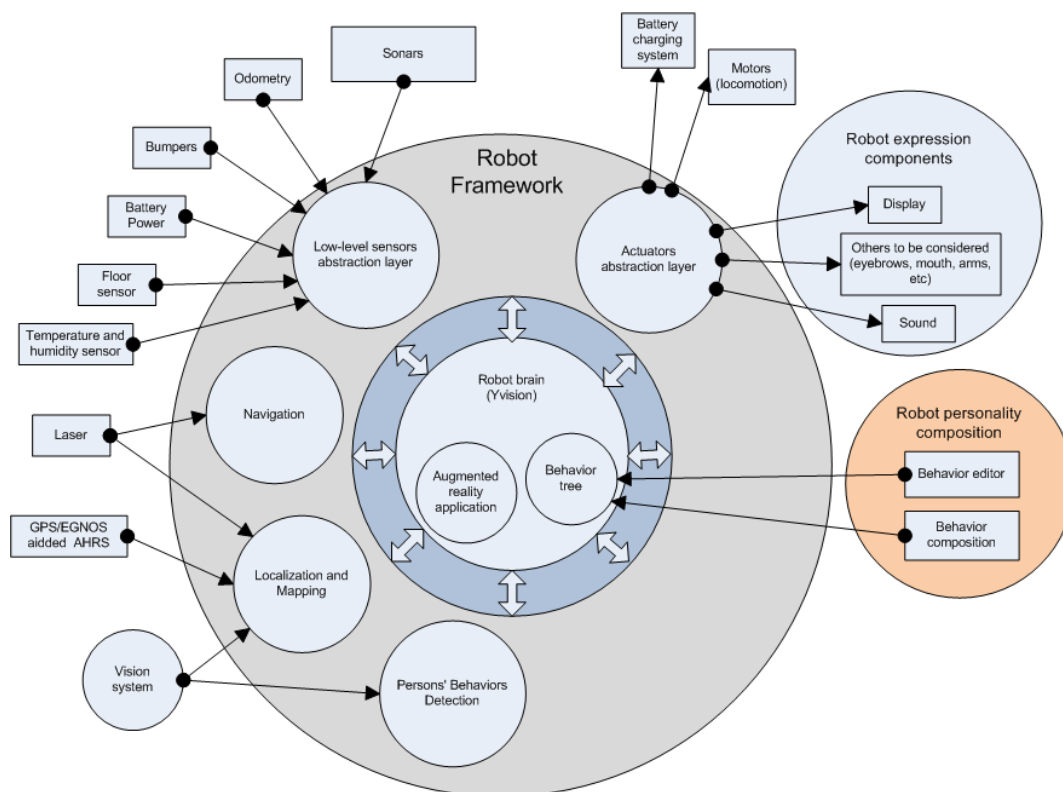 Battery
charging
system
Sonars
Motors
(locomotion)
Odometry
Robot expression
components
Bumpers
Robot
Framework
Display
Battery
Power
Low-level sensors
abstraction layer
Actuators
abstraction layer
Others to be considered
(eyebrows, mouth, arms,
etc)
Floor
sensor
Sound
Temperature and
humidity sensor
Robot brain
(Yvision)
Navigation
Robot personality
composition
Laser
Augmented
reality
application
Behavior
tree
Behavior editor
GPS/EGNOS
aidded AHRS
Behavior
composition
Localization and
Mapping
Vision
system
Persons' Behaviors
Detection